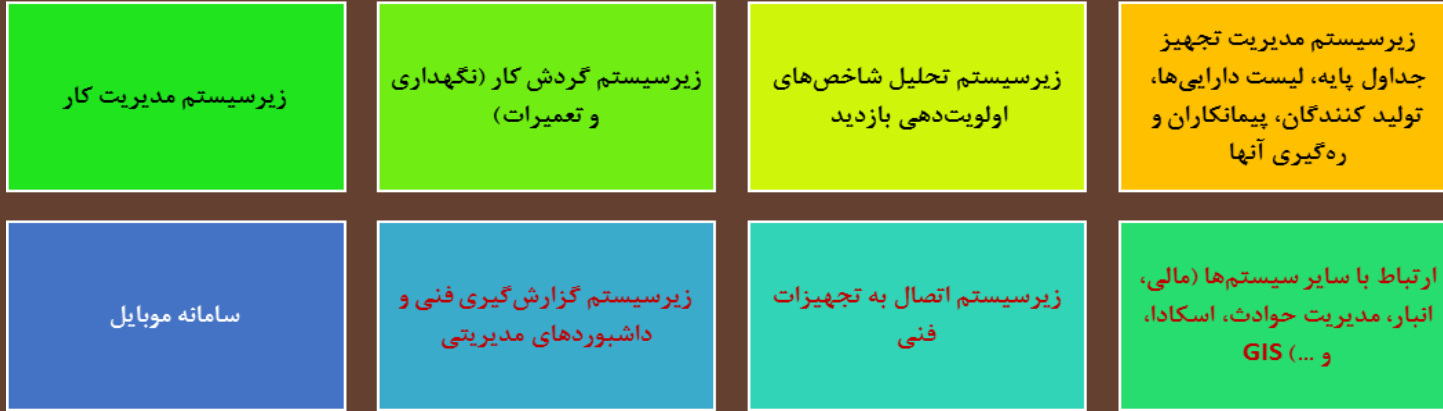 زیرسیستم مدیریت تجهیز
جداول پایه، لیست دارایی‌ها،
تولید کنندگان، پیمانکاران و
ره‌گیری آنها
زیرسیستم تحلیل شاخص‌های
اولویت‌دهی بازدید
زیرسیستم گردش کار (نگهداری
و تعمیرات)
زیرسیستم مدیریت کار
ارتباط با سایر سیستم‌ها (مالی،
انبار، مدیریت حوادث، اسکادا،
و ...) GIS
زیرسیستم اتصال به تجهیزات
فنی
زیرسیستم گزارش‌گیری فنی و
داشبوردهای مدیریتی
سامانه موبایل